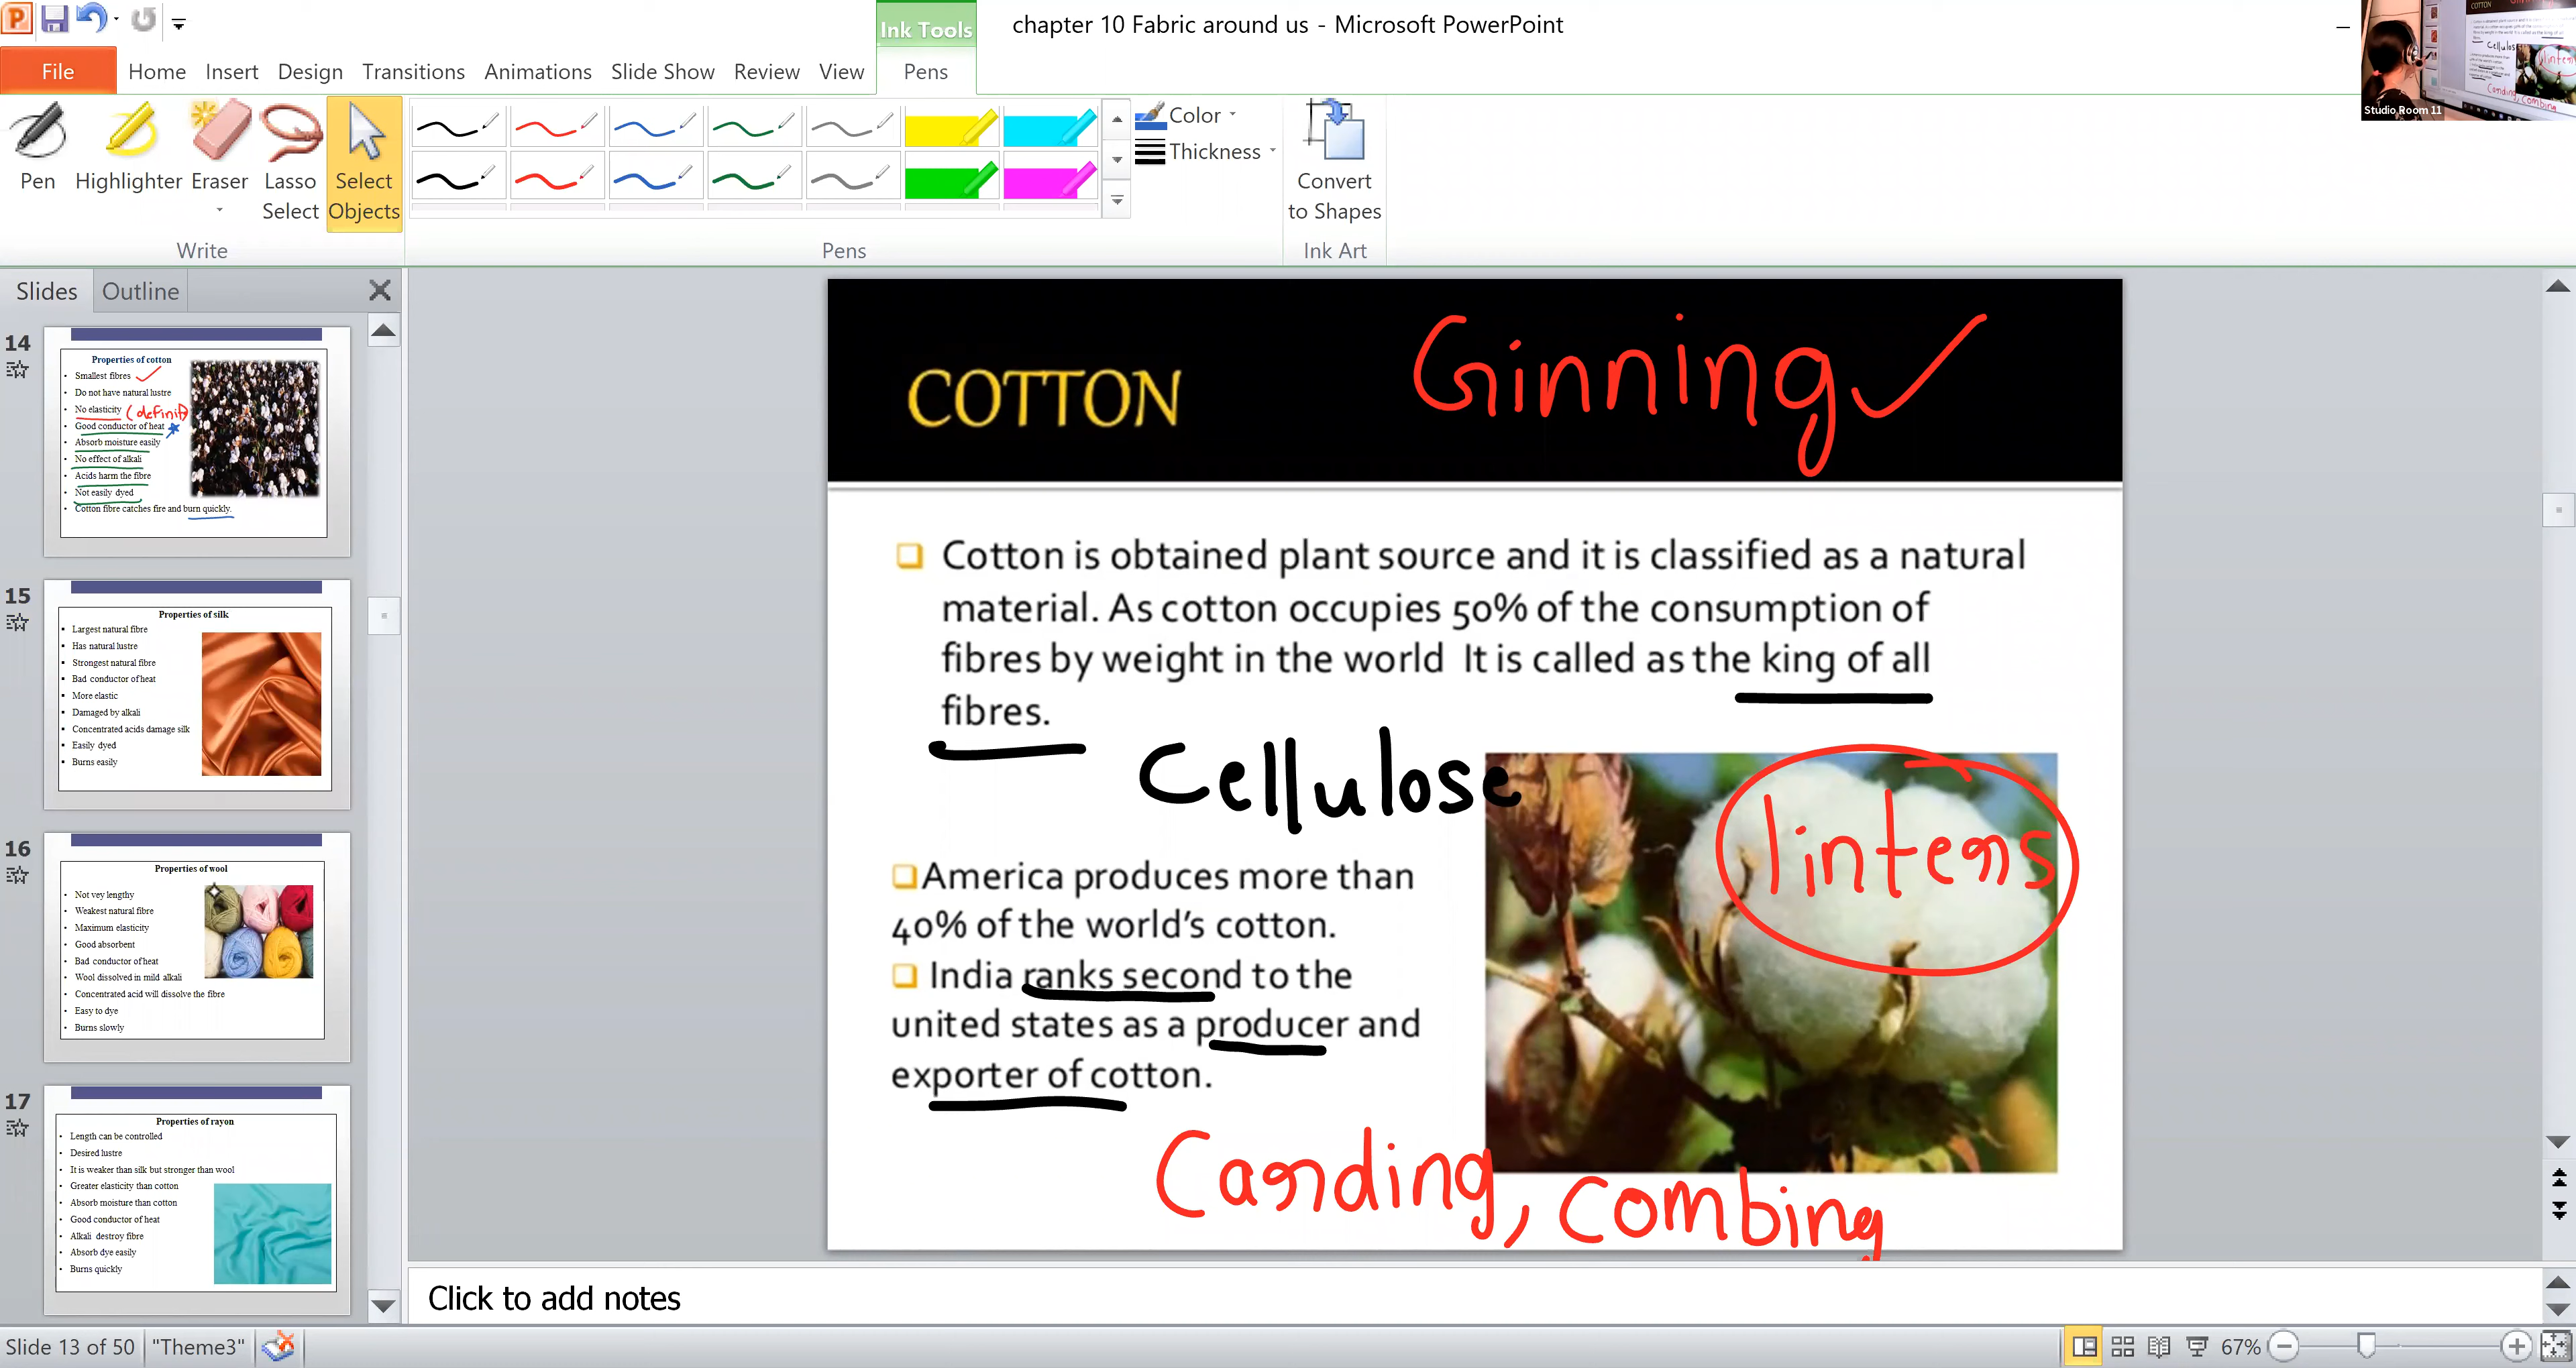 chapter 10 Fabric around us - Microsoft PowerPoint
Ink Tools
File Home Insert Design Transitions Animations Slide Show Review View Pens
Pen Highlighter Eraser Lasso Select Select Objects
Color
Thickness
Convert to Shapes
Write Pens Ink Art
Studio Room 11
Slides Outline
14
Properties of cotton
Smallest fibres
Do not have natural lustre
No elasticity (definit
Good conductor of heat
Absorb moisture easily
No effect of alkali
Acids harm the fibre
Not easily dyed
Cotton fibre catches fire and burn quickly.
15
Properties of silk
Largest natural fibre
Has natural lustre
Strongest natural fibre
Bad conductor of heat
More elastic
Damaged by alkali
Concentrated acids damage silk
Easily dyed
Burns easily
16
Properties of wool
Not vey lengthy
Weakest natural fibre
Maximum elasticity
Good absorbent
Bad conductor of heat
Wool dissolved in mild alkali
Concentrated acid will dissolve the fibre
Easy to dye
Burns slowly
17
Properties of rayon
Length can be controlled
Desired lustre
It is weaker than silk but stronger than wool
Greater elasticity than cotton
Absorb moisture than cotton
Good conductor of heat
Alkali destroy fibre
Absorb dye easily
Burns quickly
COTTON Ginning
Cotton is obtained plant source and it is classified as a natural
material. As cotton occupies 50% of the consumption of
fibres by weight in the world It is called as the king of all
fibres.
Cellulose
linters
America produces more than
40% of the world's cotton.
India ranks second to the
united states as a producer and
exporter of cotton.
Carding, Combing
Click to add notes
Slide 13 of 50 "Theme3" 67%